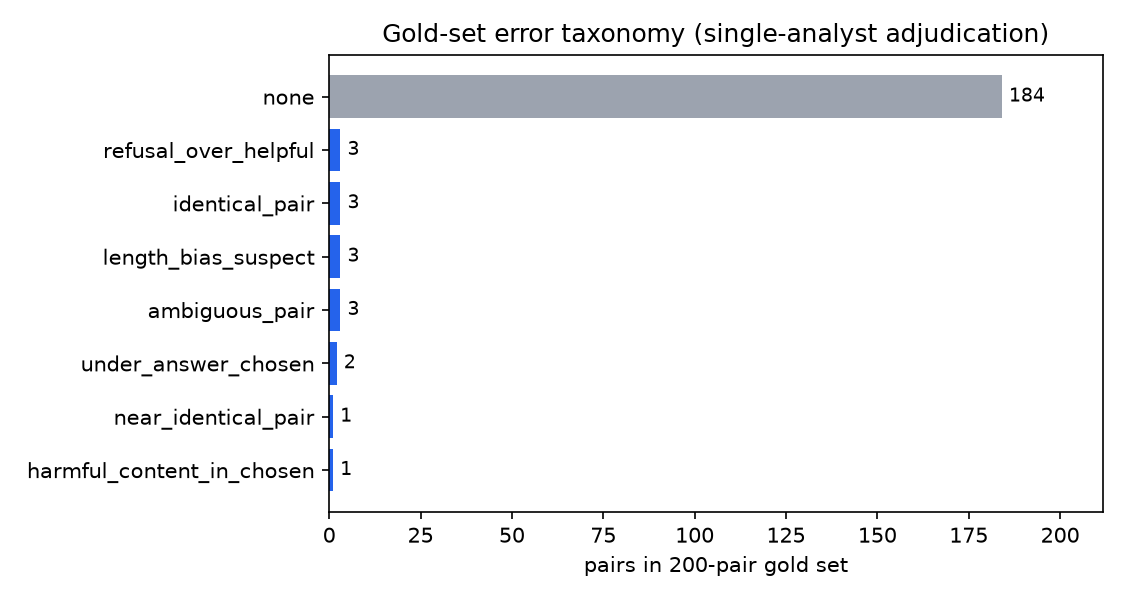 Gold-set error taxonomy (single-analyst adjudication)
none 184
refusal_over_helpful 3
identical_pair 3
length_bias_suspect 3
ambiguous_pair 3
under_answer_chosen 2
near_identical_pair 1
harmful_content_in_chosen 1
0 25 50 75 100 125 150 175 200
pairs in 200-pair gold set